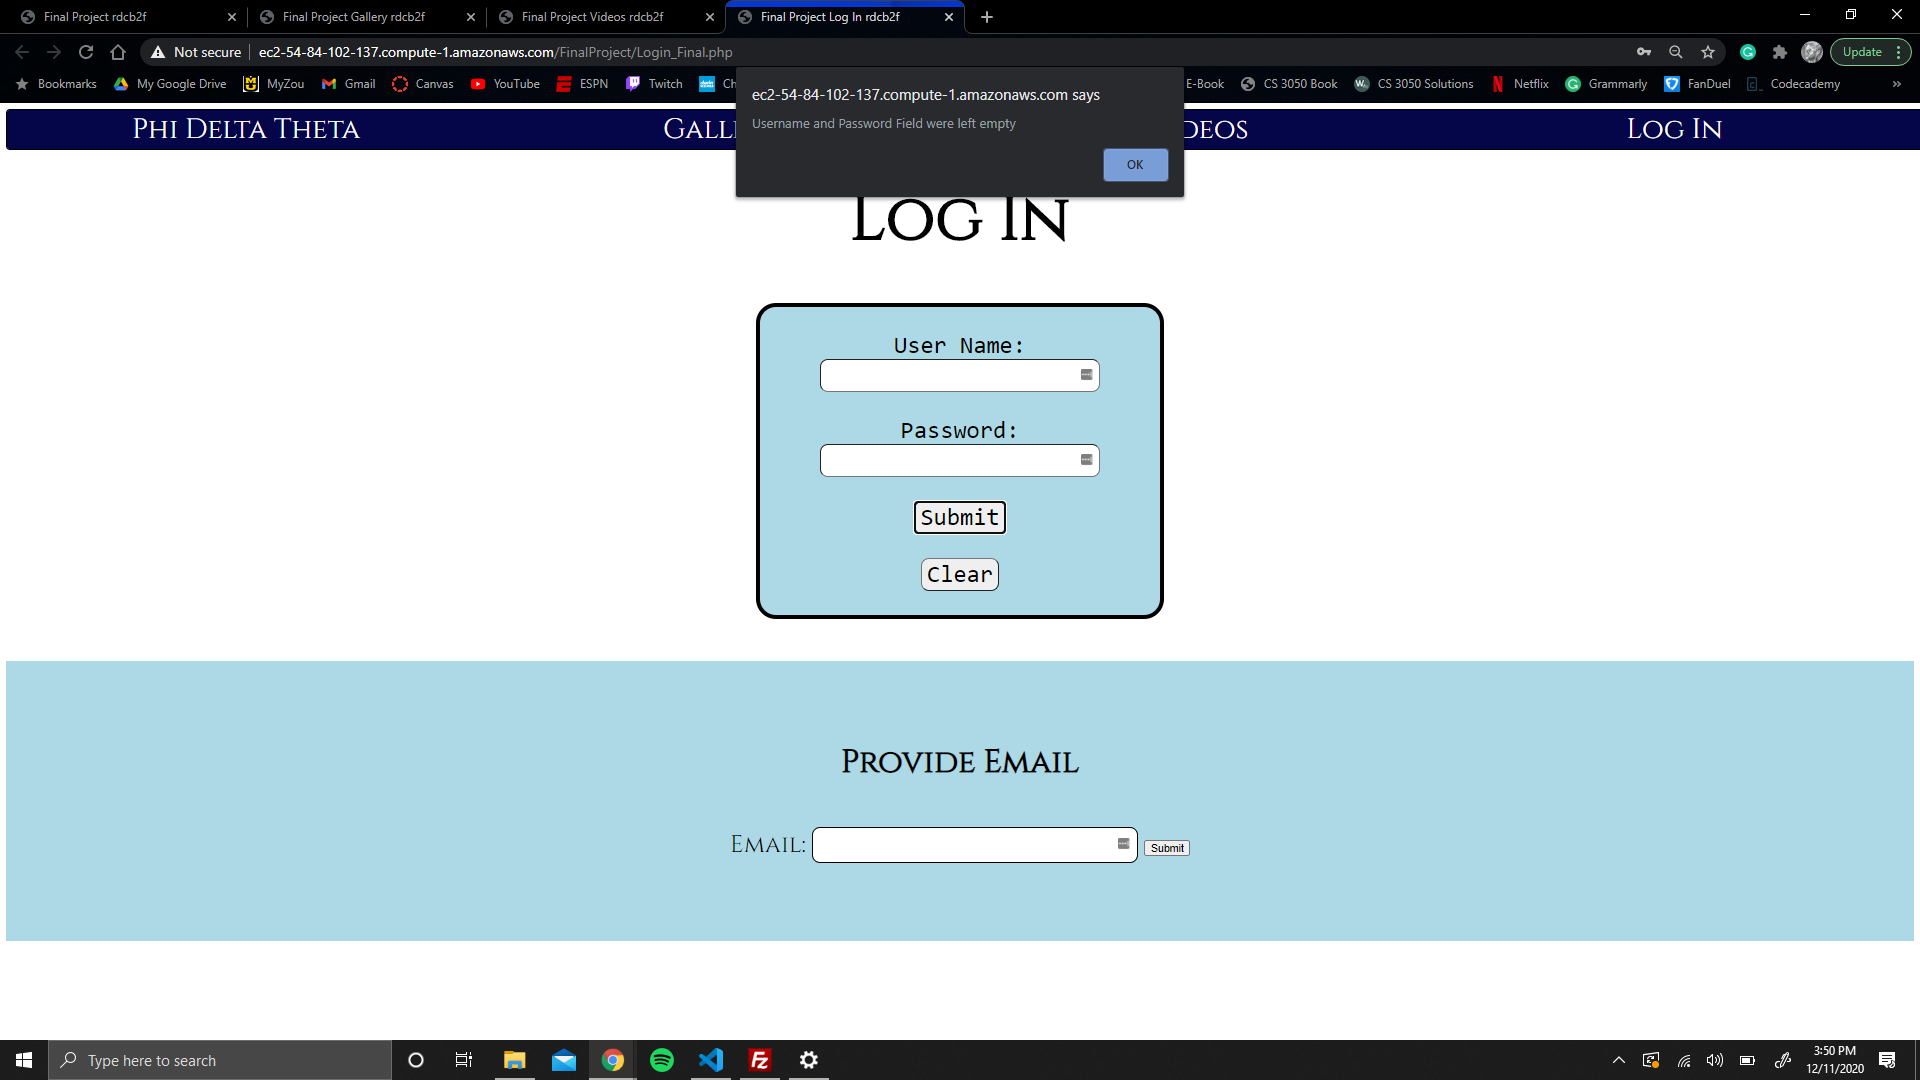 Final Project rdcb2f
Final Project Gallery rdcb2f
Final Project Videos rdcb2f
Final Project Log In rdcb2f
Not secure
ec2-54-84-102-137.compute-1.amazonaws.com/FinalProject/Login_Final.php
Update
Bookmarks
My Google Drive
MyZou
Gmail
Canvas
YouTube
ESPN
Twitch
Ch
E-Book
CS 3050 Book
CS 3050 Solutions
Netflix
Grammarly
FanDuel
Codecademy
»
ec2-54-84-102-137.compute-1.amazonaws.com says
Username and Password Field were left empty
OK
Phi Delta Theta
Gall
deos
Log In
Log In
User Name:
Password:
Submit
Clear
Provide Email
Email:
Submit
Type here to search
3:50 PM
12/11/2020